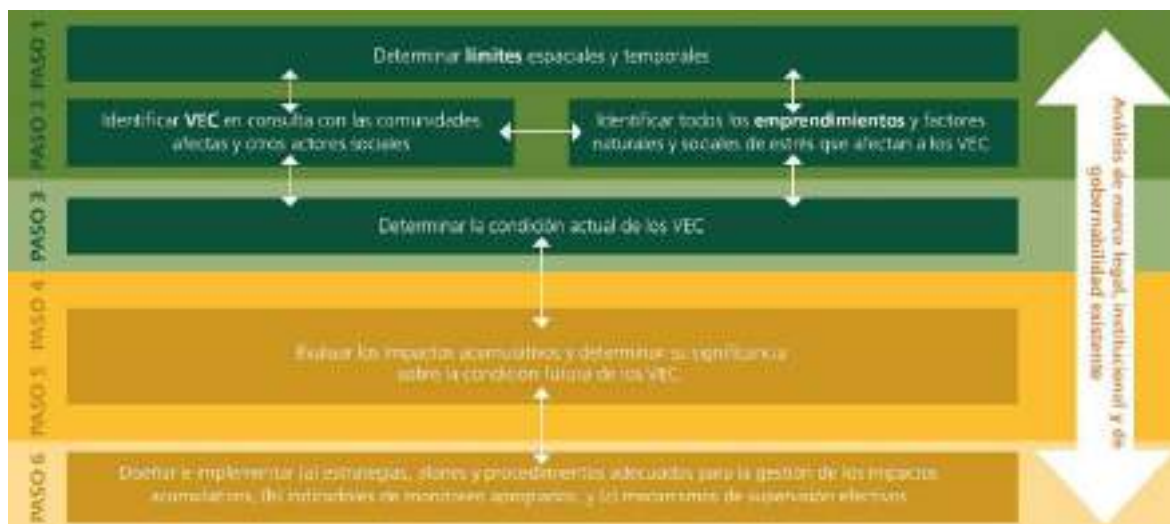 PASO 1
Determinar límites espaciales y temporales
PASO 2
Identificar VEC en consulta con las comunidades
afectas y otros actores sociales
Identificar todos los emprendimientos y factores
naturales y sociales de estrés que afectan a los VEC
PASO 3
Determinar la condición actual de los VEC
PASO 4
PASO 5
Evaluar los impactos acumulativos y determinar su significancia
sobre la condición futura de los VEC
PASO 6
Diseñar e implementar (a) estrategias, planes y procedimientos adecuados para la gestión de los impactos
acumulativos, (b) indicadores de monitoreo apropiados, y (c) mecanismos de supervisión efectivos
Análisis de marco legal, institucional y de
gobernabilidad existente